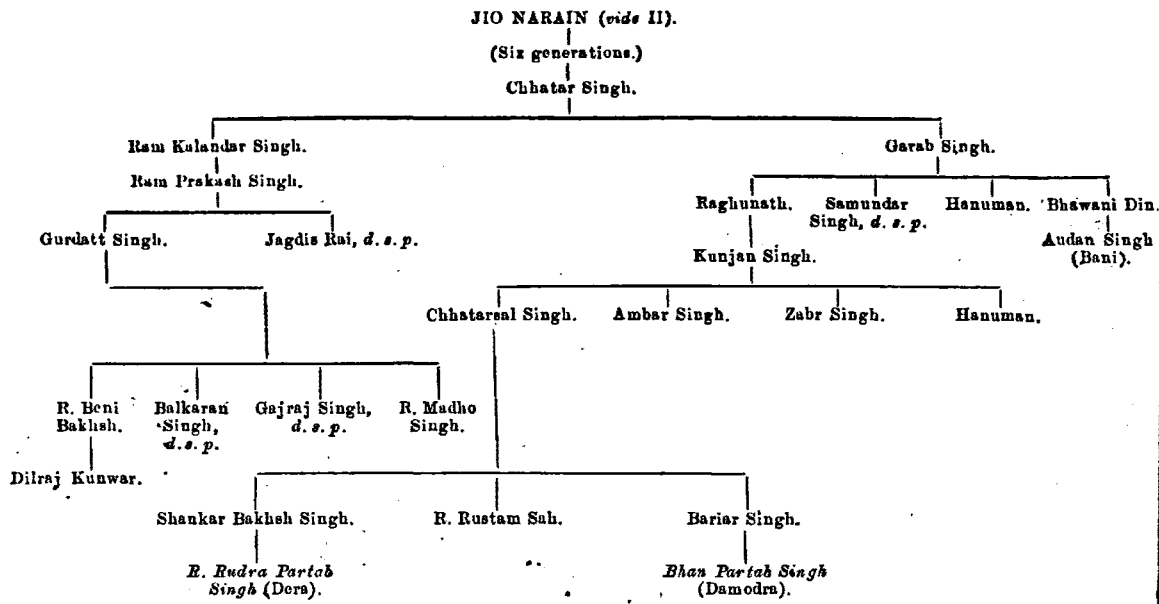 JIO NARAIN (vide II).
(Six generations.)
Chhatar Singh.
Ram Kalandar Singh. Garab Singh.
Ram Prakash Singh.
Raghunath. Samundar Hanuman. Bhawani Din.
Singh, d. s. p.
Gurdatt Singh. Jagdis Rai, d. s. p. Audan Singh
Kunjan Singh. (Bani).
Chhatarsal Singh. Ambar Singh. Zabr Singh. Hanuman.
R. Beni Balkaran Gajraj Singh, R. Madho
Bakhsh. Singh, d. s. p. Singh.
d. s. p.
Dilraj Kunwar.
Shankar Bakhsh Singh. R. Rustam Sah. Bariar Singh.
R. Rudra Partab Bhan Partab Singh
Singh (Dera). (Damodra).